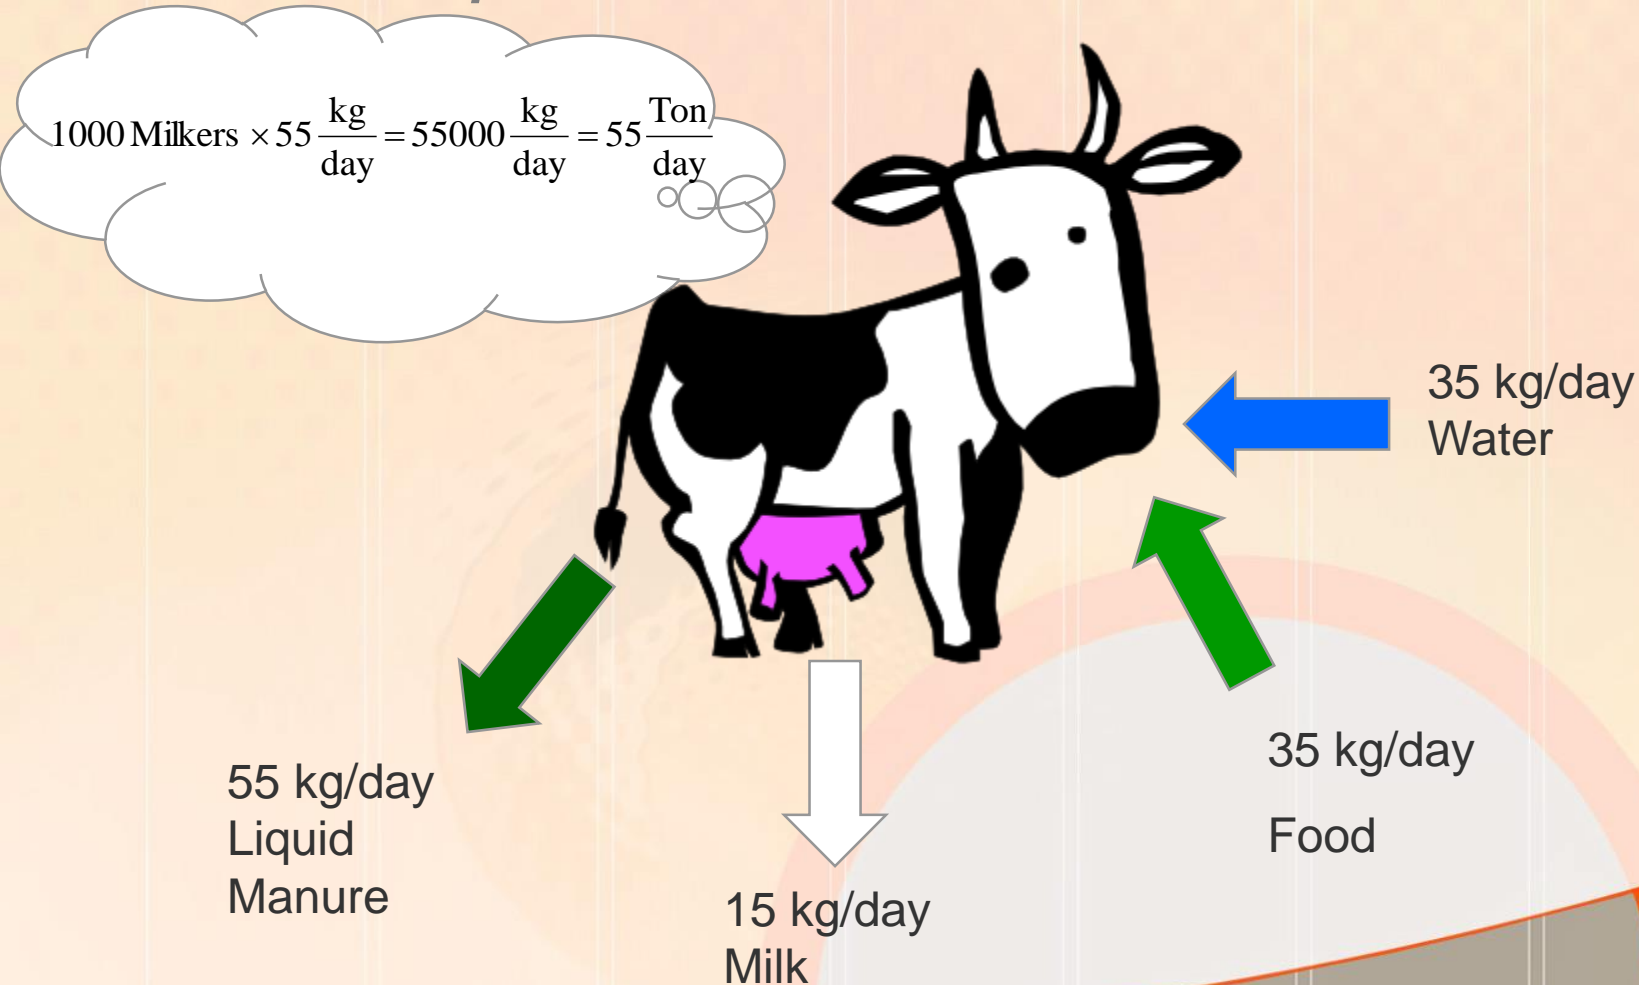 1000 Milkers × 55 kg/day = 55000 kg/day = 55 Ton/day
35 kg/day
Water
35 kg/day
Food
55 kg/day
Liquid
Manure
15 kg/day
Milk